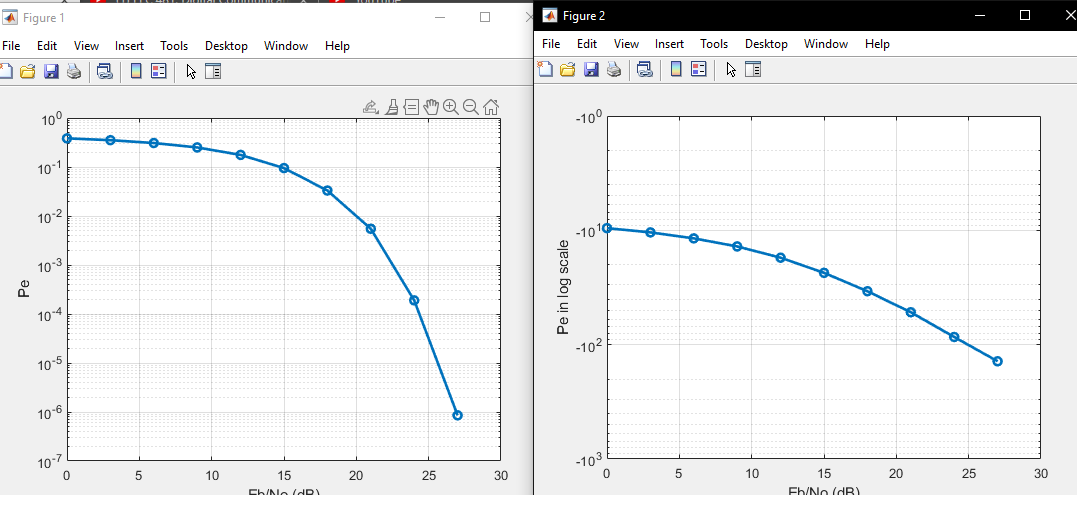 Figure 1
File Edit View Insert Tools Desktop Window Help
10^0
10^-1
10^-2
10^-3
10^-4
10^-5
10^-6
10^-7
Pe
0 5 10 15 20 25 30
Eb/No (dB)
Figure 2
File Edit View Insert Tools Desktop Window Help
-10^0
-10^1
-10^2
-10^3
Pe in log scale
0 5 10 15 20 25 30
Eb/No (dB)